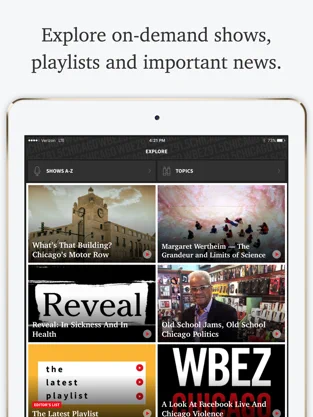 Explore on-demand shows,
playlists and important news.
Verizon LTE
4:21 PM
73%
EXPLORE
SHOWS A-Z
TOPICS
What's That Building?
Chicago's Motor Row
Margaret Wertheim — The
Grandeur and Limits of Science
Reveal
Reveal: In Sickness And In
Health
Old School Jams, Old School
Chicago Politics
the
latest
playlist
EDITOR'S LIST
The Latest Playlist
WBEZ
CHICAGO
A Look At Facebook Live And
Chicago Violence